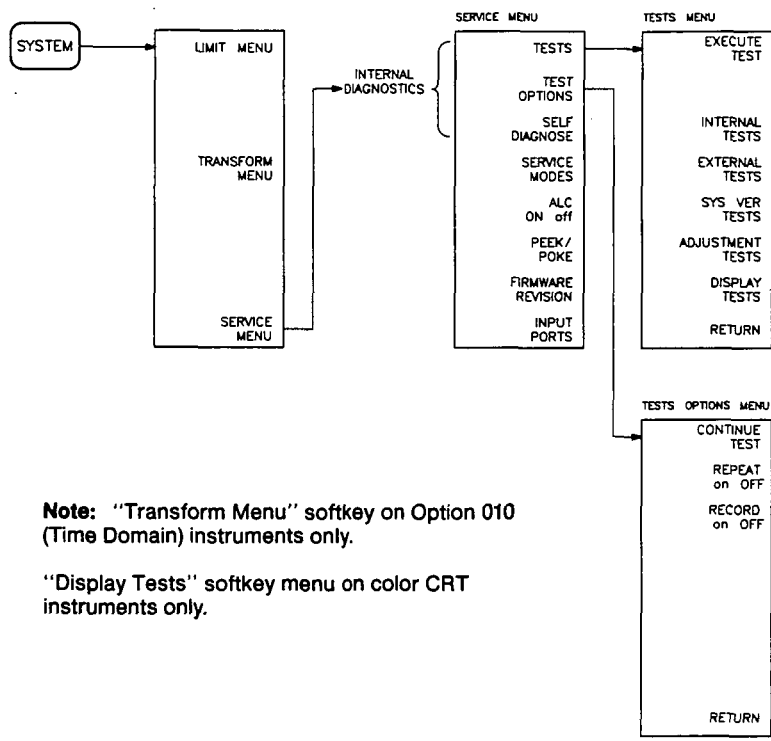 SYSTEM
LIMIT MENU
TRANSFORM
MENU
SERVICE
MENU
INTERNAL
DIAGNOSTICS
SERVICE MENU
TESTS
TEST
OPTIONS
SELF
DIAGNOSE
SERVICE
MODES
ALC
ON off
PEEK/
POKE
FIRMWARE
REVISION
INPUT
PORTS
TESTS MENU
EXECUTE
TEST
INTERNAL
TESTS
EXTERNAL
TESTS
SYS VER
TESTS
ADJUSTMENT
TESTS
DISPLAY
TESTS
RETURN
TESTS OPTIONS MENU
CONTINUE
TEST
REPEAT
on OFF
RECORD
on OFF
RETURN
Note: "Transform Menu" softkey on Option 010
(Time Domain) instruments only.
"Display Tests" softkey menu on color CRT
instruments only.